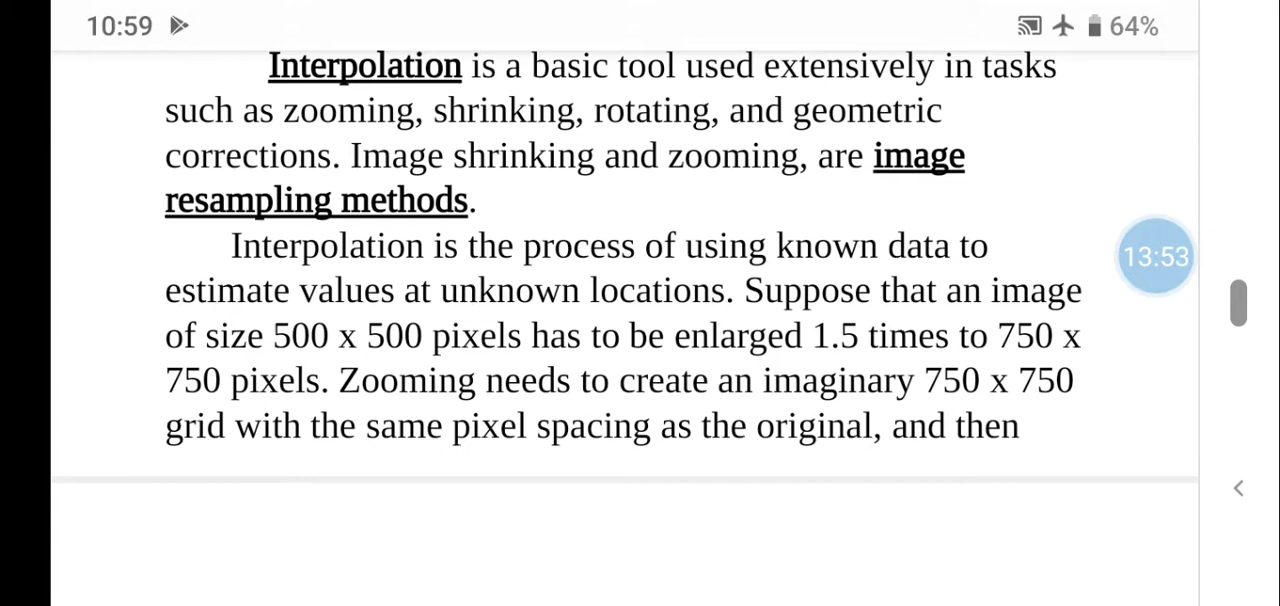 10:59 64%
Interpolation is a basic tool used extensively in tasks
such as zooming, shrinking, rotating, and geometric
corrections. Image shrinking and zooming, are image
resampling methods.
Interpolation is the process of using known data to
estimate values at unknown locations. Suppose that an image
of size 500 x 500 pixels has to be enlarged 1.5 times to 750 x
750 pixels. Zooming needs to create an imaginary 750 x 750
grid with the same pixel spacing as the original, and then
13:53